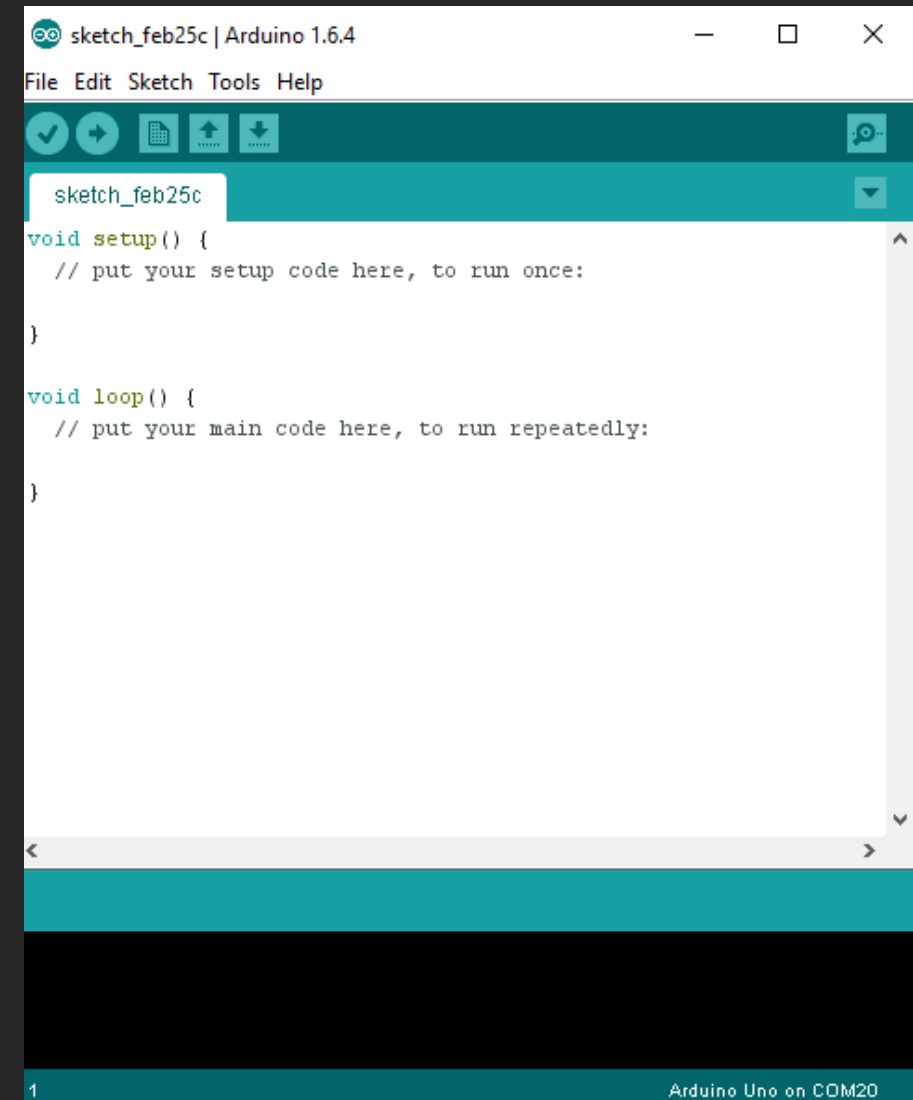 sketch_feb25c | Arduino 1.6.4
File Edit Sketch Tools Help
sketch_feb25c
void setup() {
  // put your setup code here, to run once:
}
void loop() {
  // put your main code here, to run repeatedly:
}
1 Arduino Uno on COM20